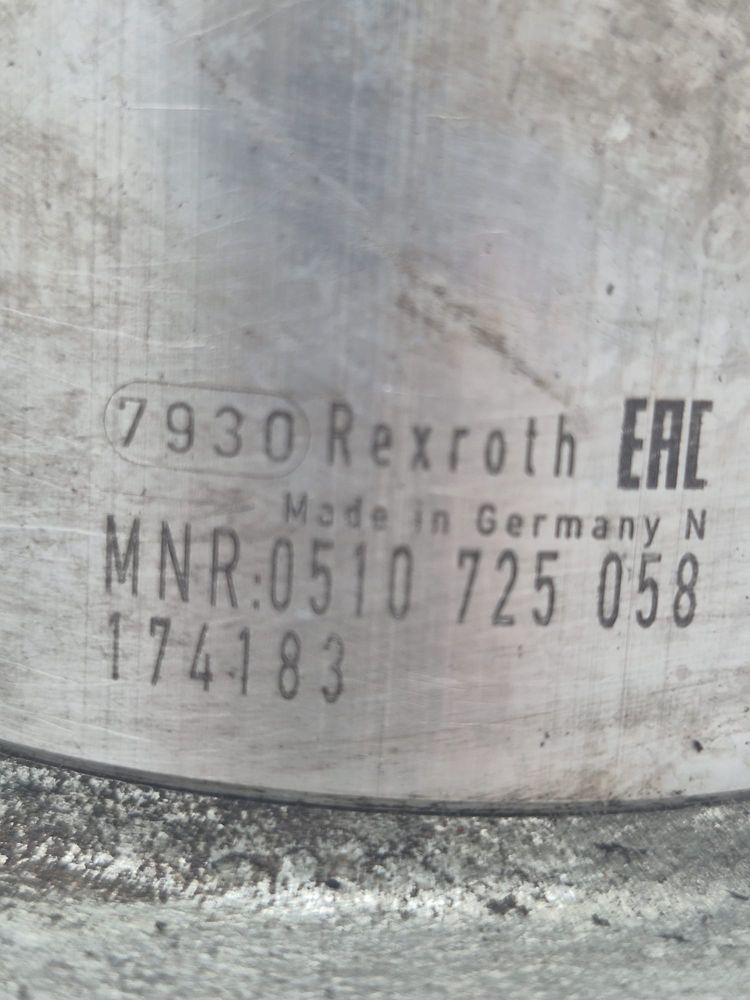 7930 Rexroth EAC
Made in Germany N
MNR:0510 725 058
174183